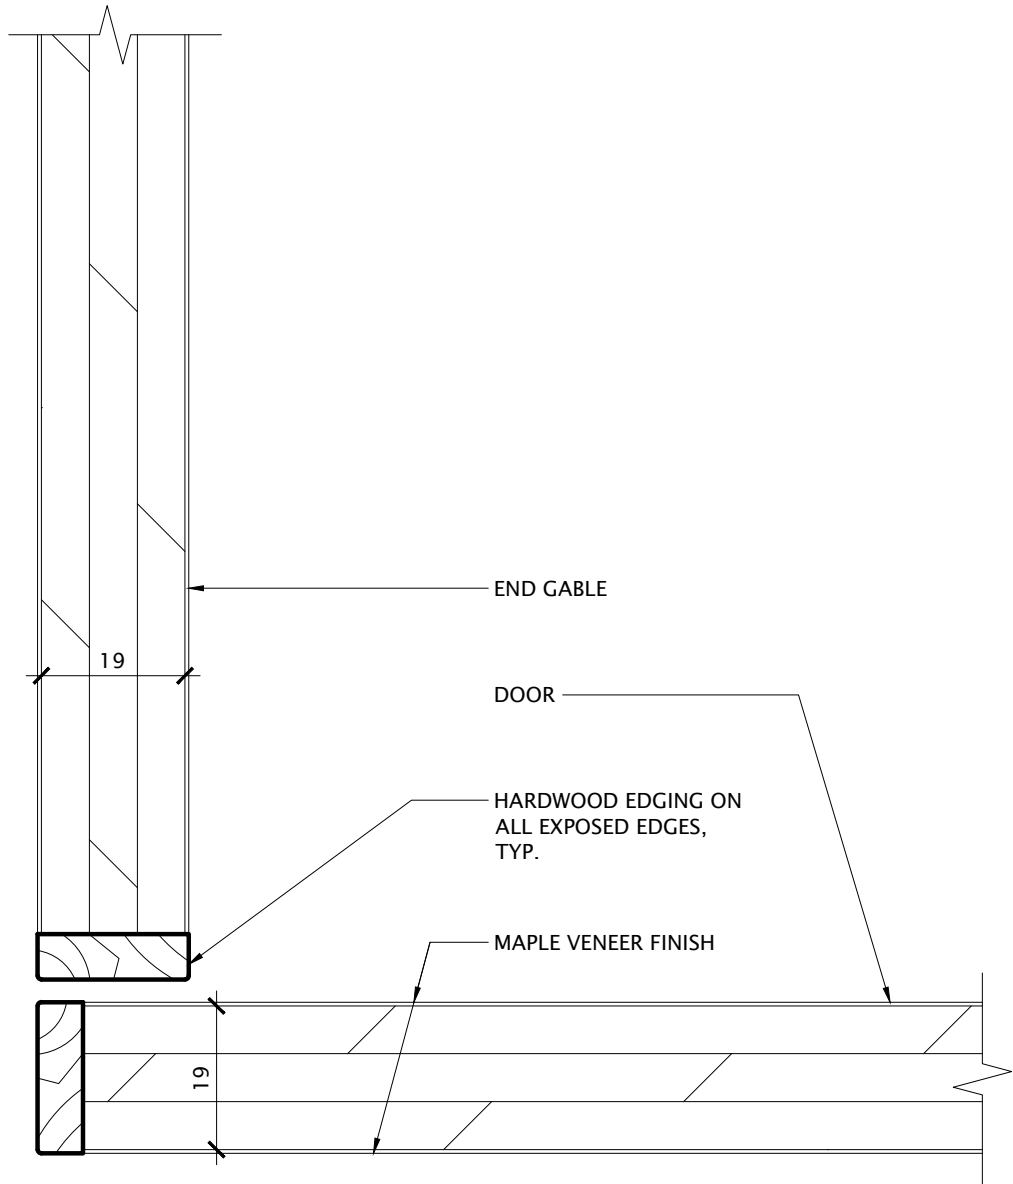 END GABLE
19
DOOR
HARDWOOD EDGING ON
ALL EXPOSED EDGES,
TYP.
MAPLE VENEER FINISH
19